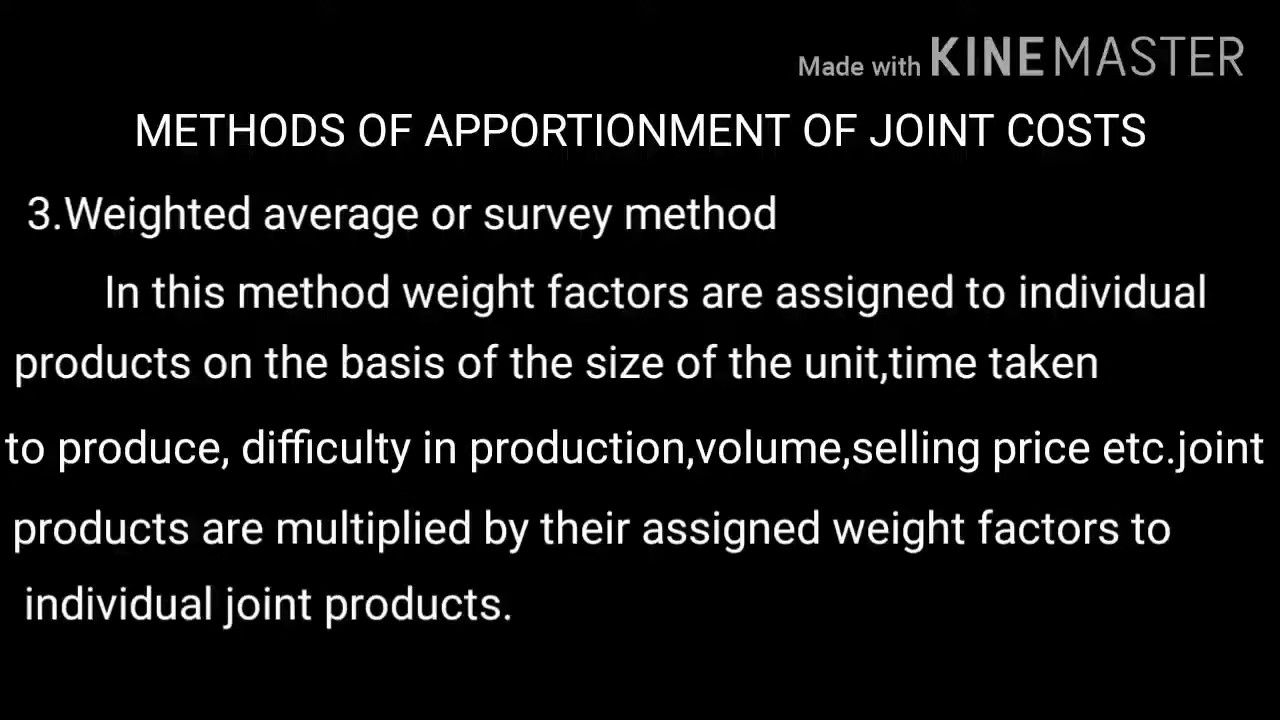 Made with KINEMASTER
METHODS OF APPORTIONMENT OF JOINT COSTS
3.Weighted average or survey method
In this method weight factors are assigned to individual
products on the basis of the size of the unit,time taken
to produce, difficulty in production,volume,selling price etc.joint
products are multiplied by their assigned weight factors to
individual joint products.